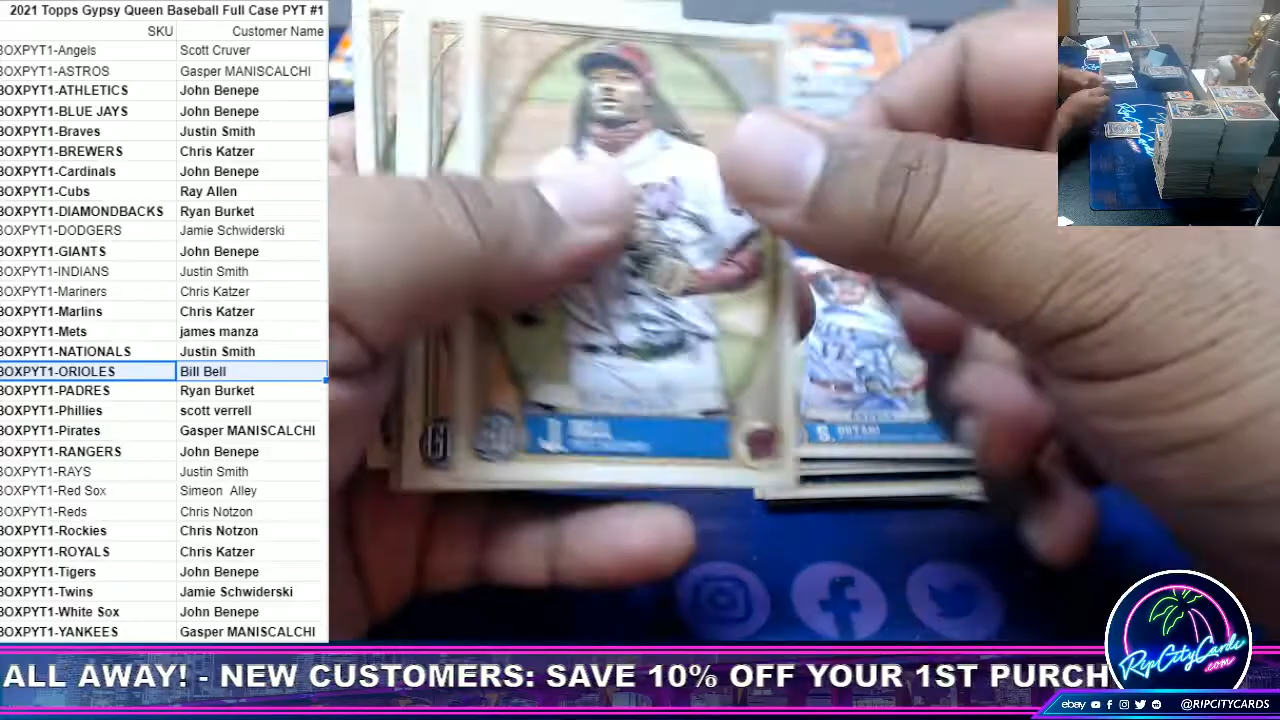 2021 Topps Gypsy Queen Baseball Full Case PYT #1
SKU Customer Name
BOXPYT1-Angels Scott Cruver
BOXPYT1-ASTROS Gasper MANISCALCHI
BOXPYT1-ATHLETICS John Benepe
BOXPYT1-BLUE JAYS John Benepe
BOXPYT1-Braves Justin Smith
BOXPYT1-BREWERS Chris Katzer
BOXPYT1-Cardinals John Benepe
BOXPYT1-Cubs Ray Allen
BOXPYT1-DIAMONDBACKS Ryan Burket
BOXPYT1-DODGERS Jamie Schwiderski
BOXPYT1-GIANTS John Benepe
BOXPYT1-INDIANS Justin Smith
BOXPYT1-Mariners Chris Katzer
BOXPYT1-Marlins Chris Katzer
BOXPYT1-Mets james manza
BOXPYT1-NATIONALS Justin Smith
BOXPYT1-ORIOLES Bill Bell
BOXPYT1-PADRES Ryan Burket
BOXPYT1-Phillies scott verrell
BOXPYT1-Pirates Gasper MANISCALCHI
BOXPYT1-RANGERS John Benepe
BOXPYT1-RAYS Justin Smith
BOXPYT1-Red Sox Simeon Alley
BOXPYT1-Reds Chris Notzon
BOXPYT1-Rockies Chris Notzon
BOXPYT1-ROYALS Chris Katzer
BOXPYT1-Tigers John Benepe
BOXPYT1-Twins Jamie Schwiderski
BOXPYT1-White Sox John Benepe
BOXPYT1-YANKEES Gasper MANISCALCHI
S. OHTANI
RipCityCards
.com
ALL AWAY! - NEW CUSTOMERS: SAVE 10% OFF YOUR 1ST PURCH
ebay @RIPCITYCARDS